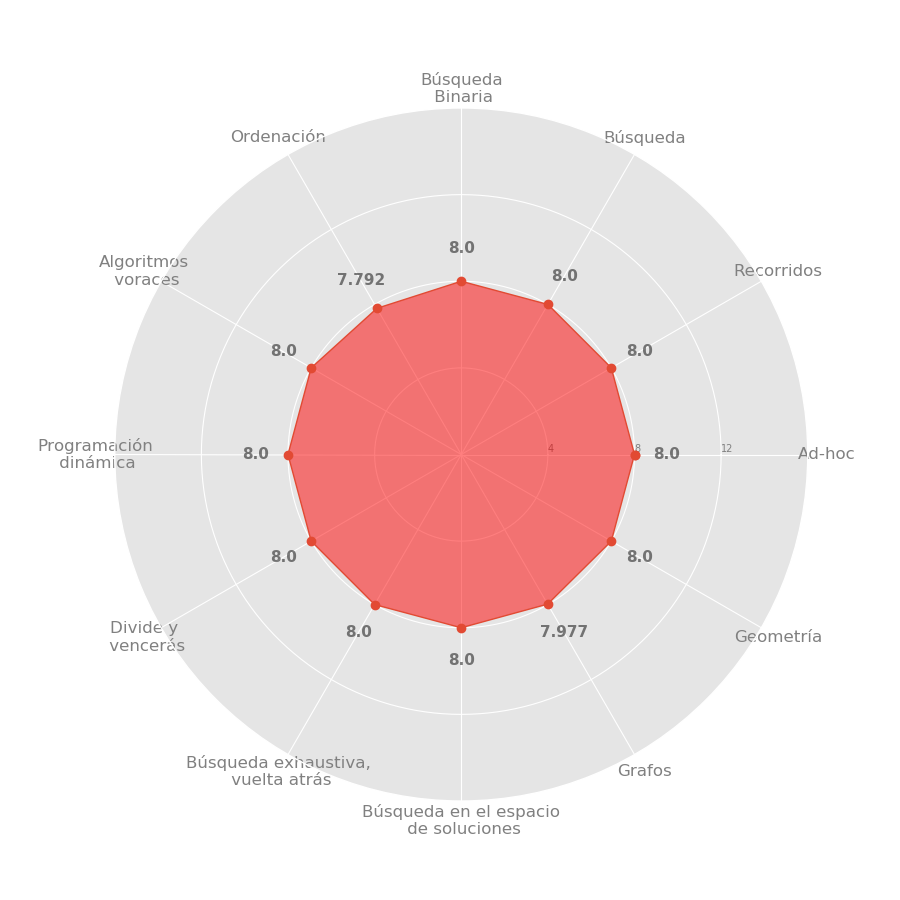 Búsqueda
Binaria
Ordenación
Búsqueda
8.0
Algoritmos
voraces
7.792
8.0
Recorridos
8.0
8.0
Programación
dinámica
8.0
4
8
12
8.0
Ad-hoc
8.0
8.0
Divide y
vencerás
8.0
7.977
Geometría
8.0
Búsqueda exhaustiva,
vuelta atrás
Grafos
Búsqueda en el espacio
de soluciones